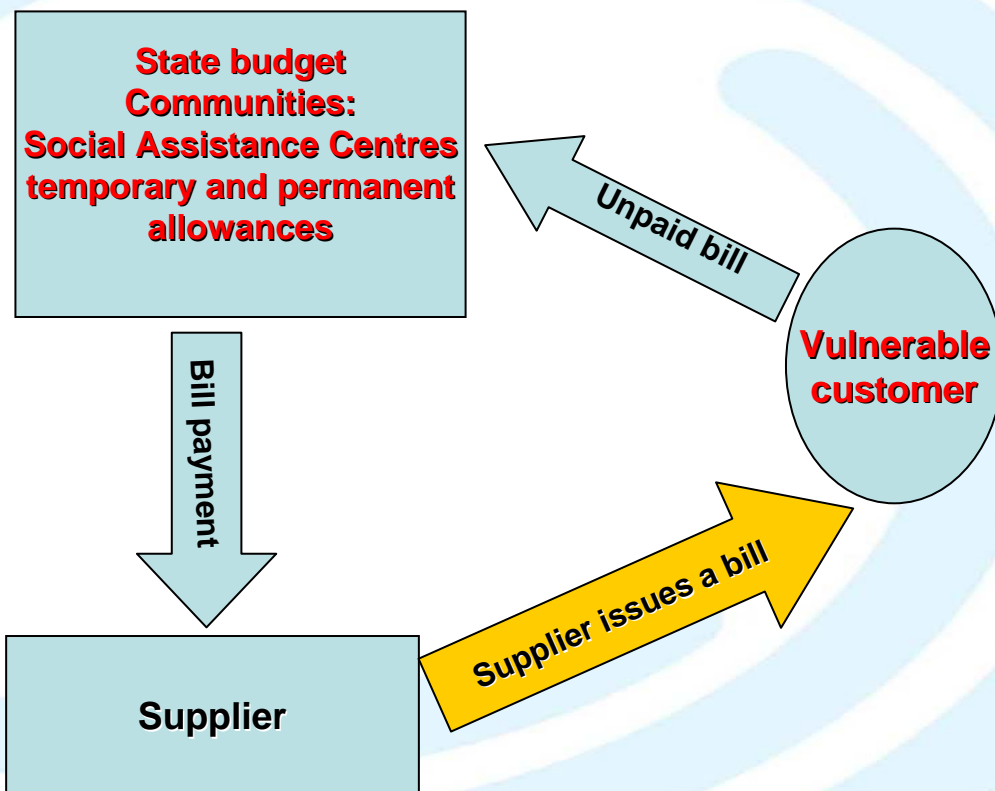 State budget
Communities:
Social Assistance Centres
temporary and permanent
allowances
Unpaid bill
Vulnerable
customer
Bill payment
Supplier issues a bill
Supplier